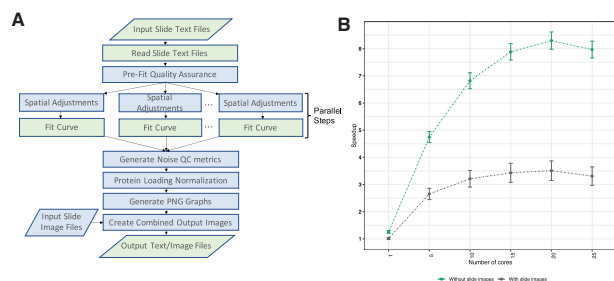 A
Input Slide Text Files
Read Slide Text Files
Pre-Fit Quality Assurance
Spatial Adjustments
Spatial Adjustments
...
Spatial Adjustments
Fit Curve
Fit Curve
...
Fit Curve
Parallel Steps
Generate Noise QC metrics
Protein Loading Normalization
Generate PNG Graphs
Input Slide Image Files
Create Combined Output Images
Output Text/Image Files
B
Speedup
8
7
6
5
4
3
2
1
1
5
10
15
20
25
Number of cores
Without slide images
With slide images